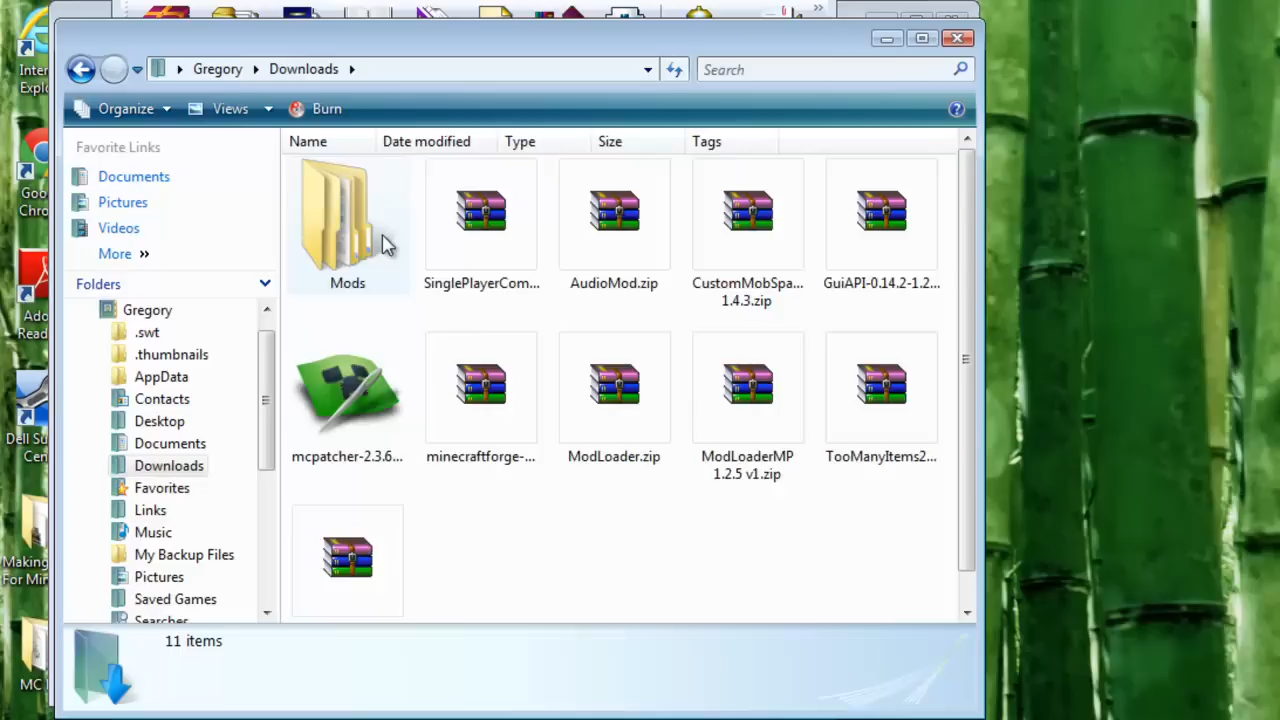 Gregory Downloads
Search
Organize Views Burn
Favorite Links
Documents
Pictures
Videos
More »
Folders
Gregory
.swt
.thumbnails
AppData
Contacts
Desktop
Documents
Downloads
Favorites
Links
Music
My Backup Files
Pictures
Saved Games
Searches
Name Date modified Type Size Tags
Mods
SinglePlayerCom...
AudioMod.zip
CustomMobSpa...
1.4.3.zip
GuiAPI-0.14.2-1.2...
mcpatcher-2.3.6...
minecraftforge-...
ModLoader.zip
ModLoaderMP
1.2.5 v1.zip
TooManyItems2...
11 items
Inter
Explo
Goo
Chro
Ado
Read
Dell Su
Cen
Making
For Min
MC